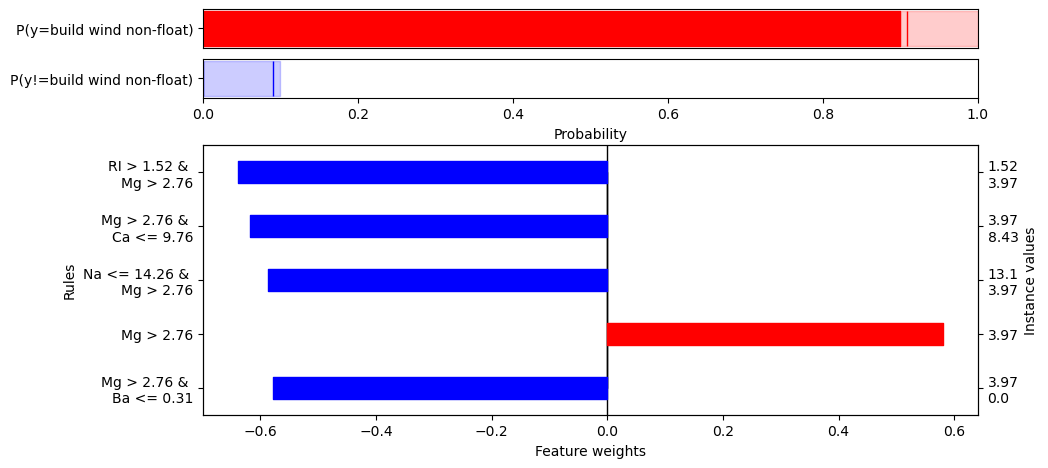 P(y=build wind non-float)
P(y!=build wind non-float)
0.0 0.2 0.4 0.6 0.8 1.0
Probability
RI > 1.52 &
Mg > 2.76
1.52
3.97
Mg > 2.76 &
Ca <= 9.76
3.97
8.43
Na <= 14.26 &
Mg > 2.76
13.1
3.97
Mg > 2.76
3.97
Mg > 2.76 &
Ba <= 0.31
3.97
0.0
Rules
Instance values
−0.6 −0.4 −0.2 0.0 0.2 0.4 0.6
Feature weights